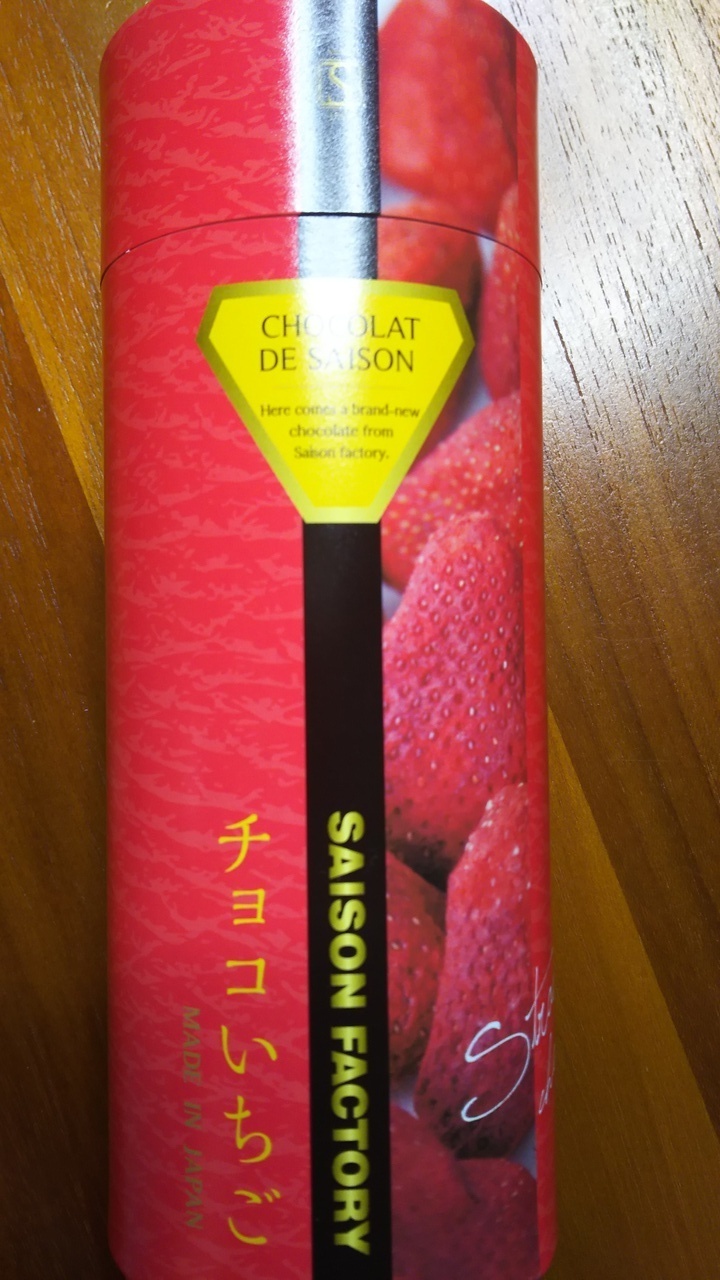 S
CHOCOLAT
DE SAISON
Here comes a brand-new
chocolate from
Saison factory.
チョコいちご
MADE IN JAPAN
SAISON FACTORY